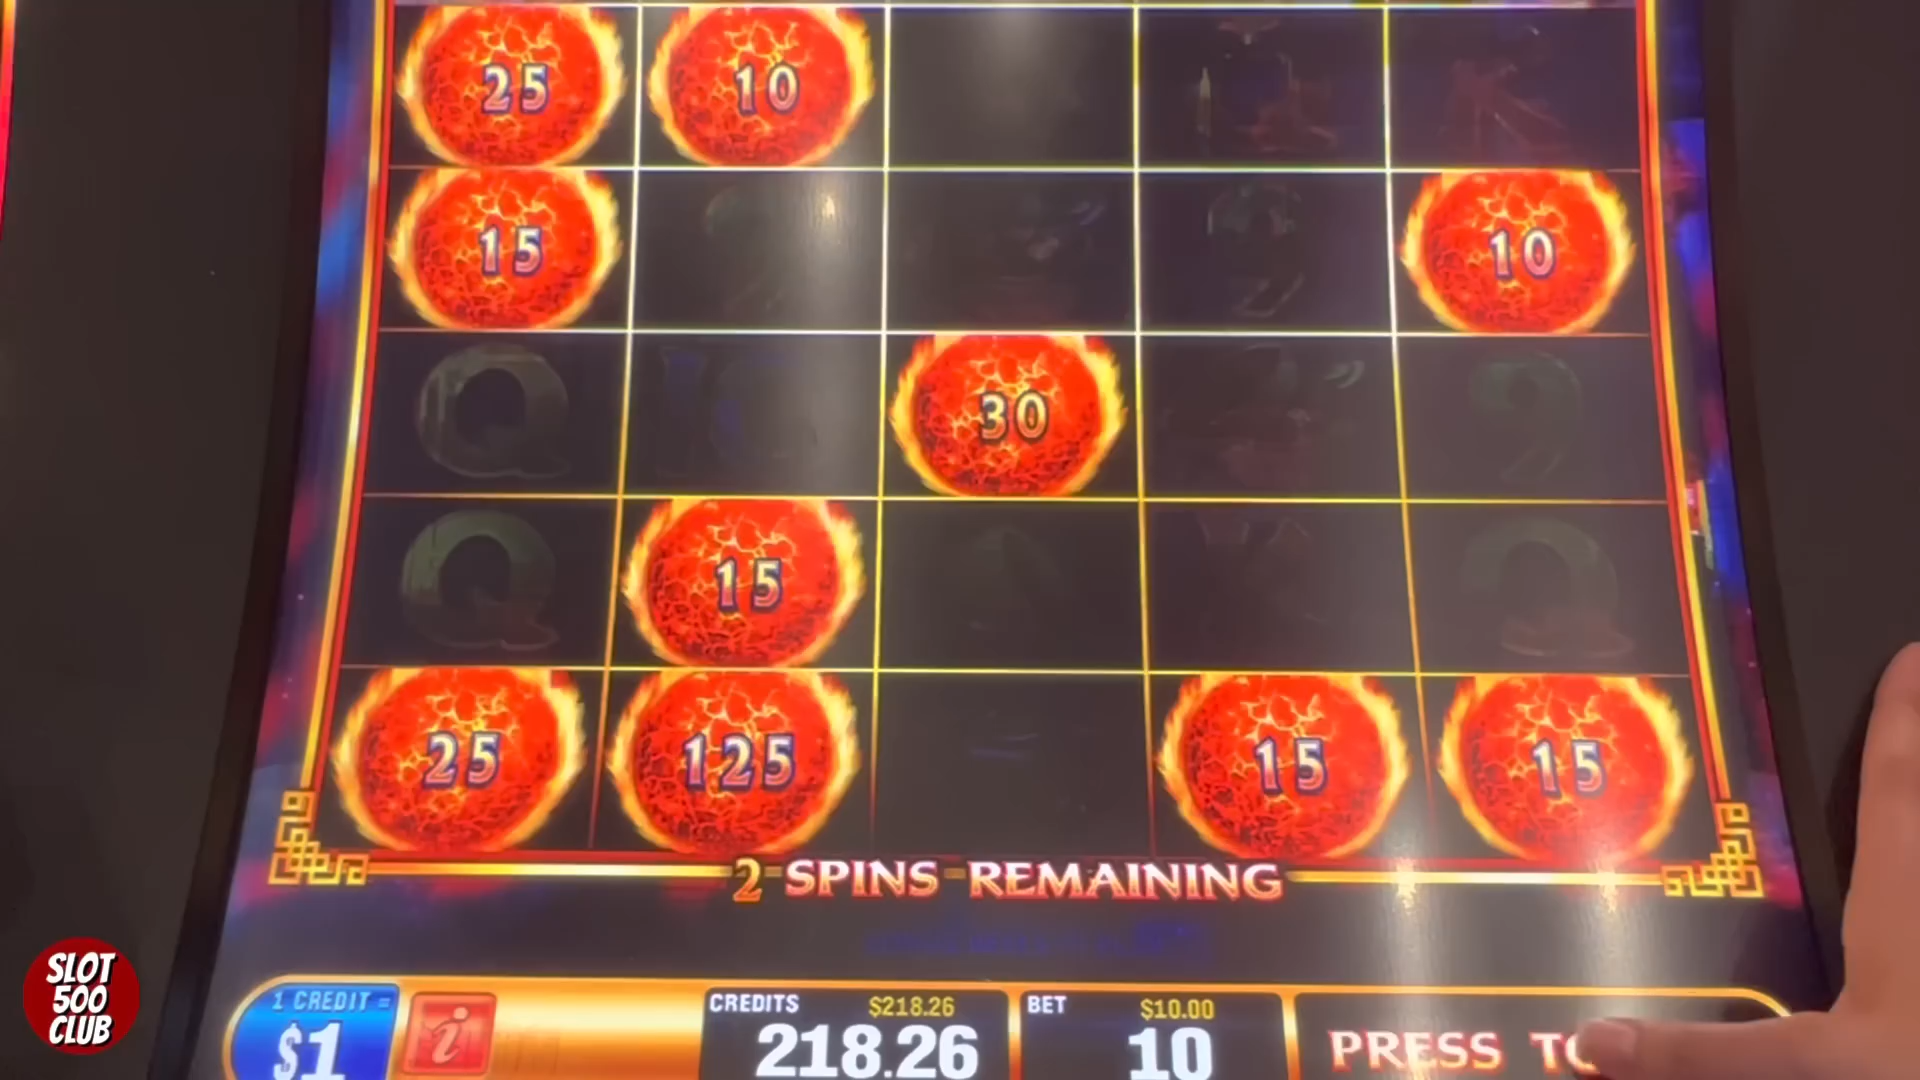 25 10
15 10
Q 30 9
Q 15 Q
25 125 15 15
2 SPINS REMAINING
1 CREDIT =
$1
i
CREDITS $218.26
218.26
BET $10.00
10
PRESS
SLOT
500
CLUB